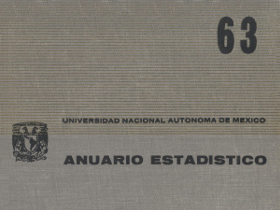 63
UNIVERSIDAD NACIONAL AUTONOMA DE MEXICO
ANUARIO ESTADISTICO